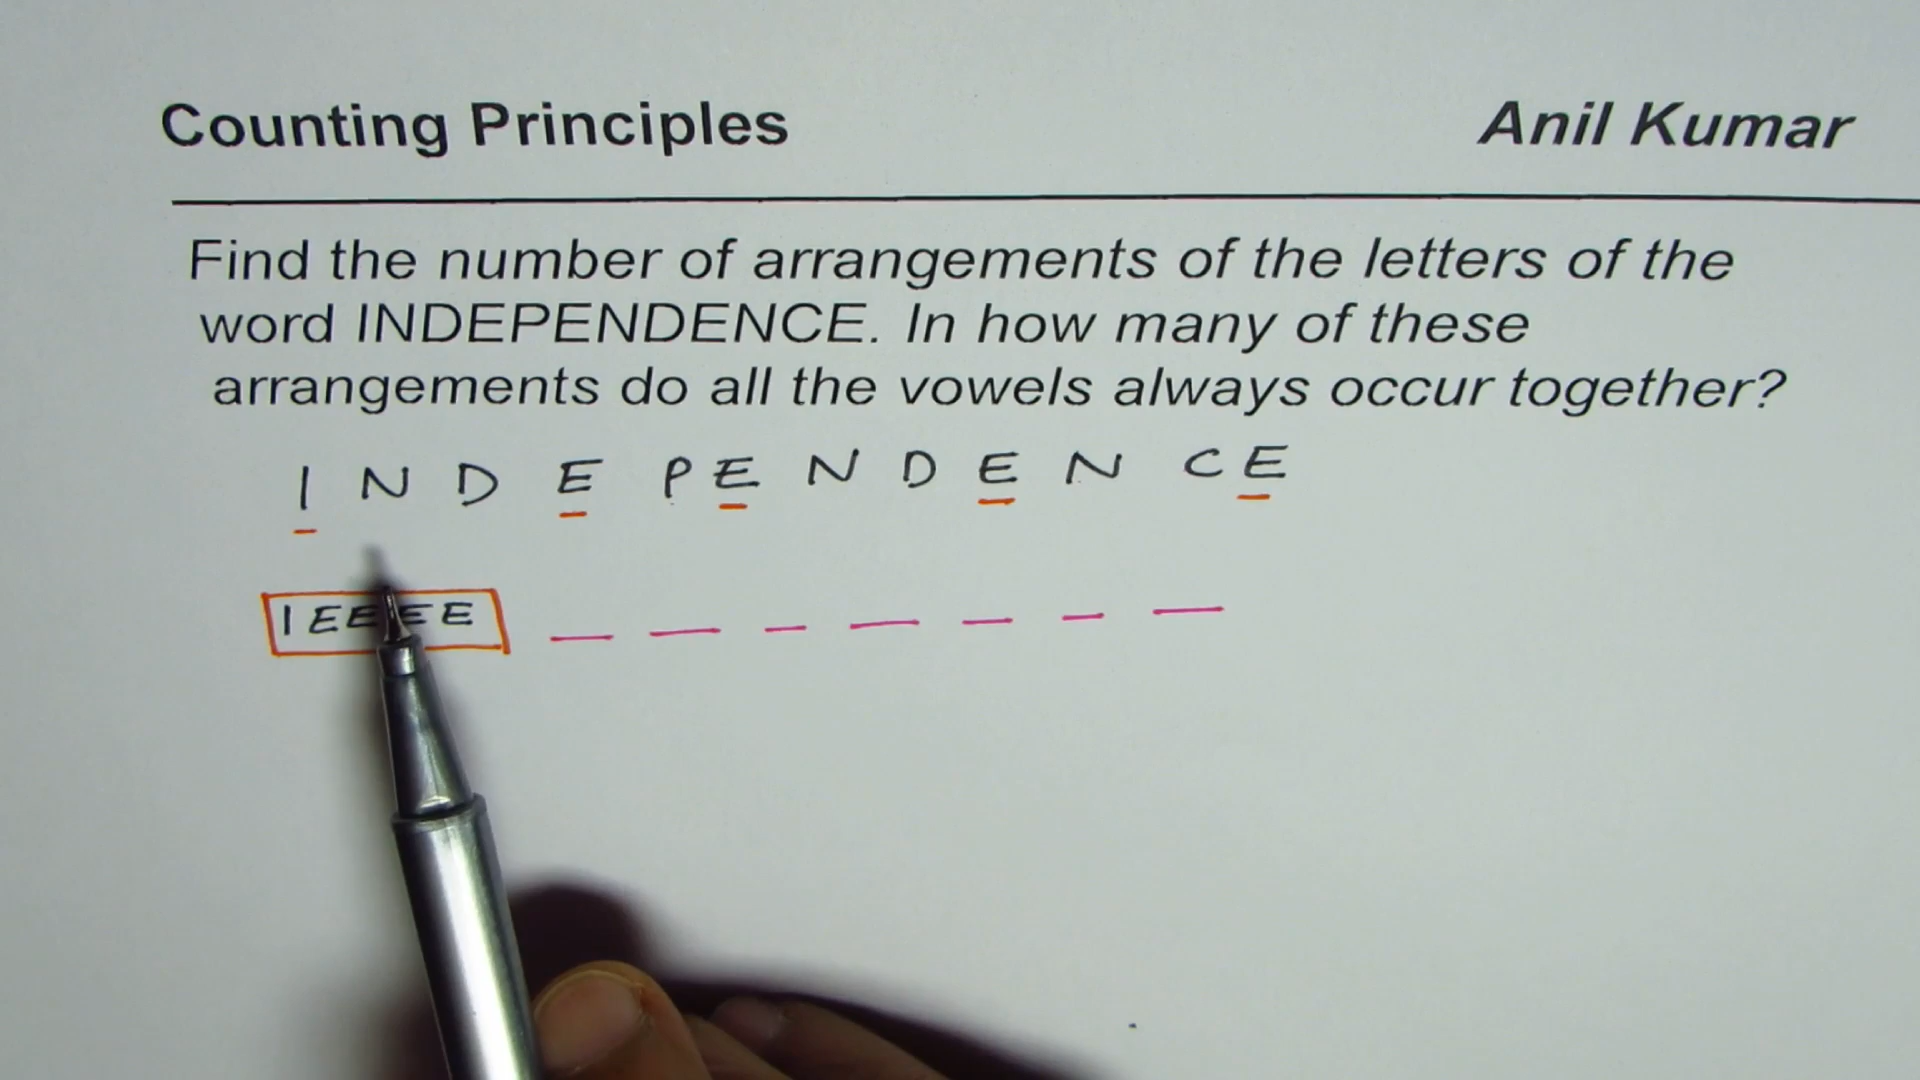 Counting Principles Anil Kumar
Find the number of arrangements of the letters of the
word INDEPENDENCE. In how many of these
arrangements do all the vowels always occur together?
I N D E P E N D E N C E
I E E E E